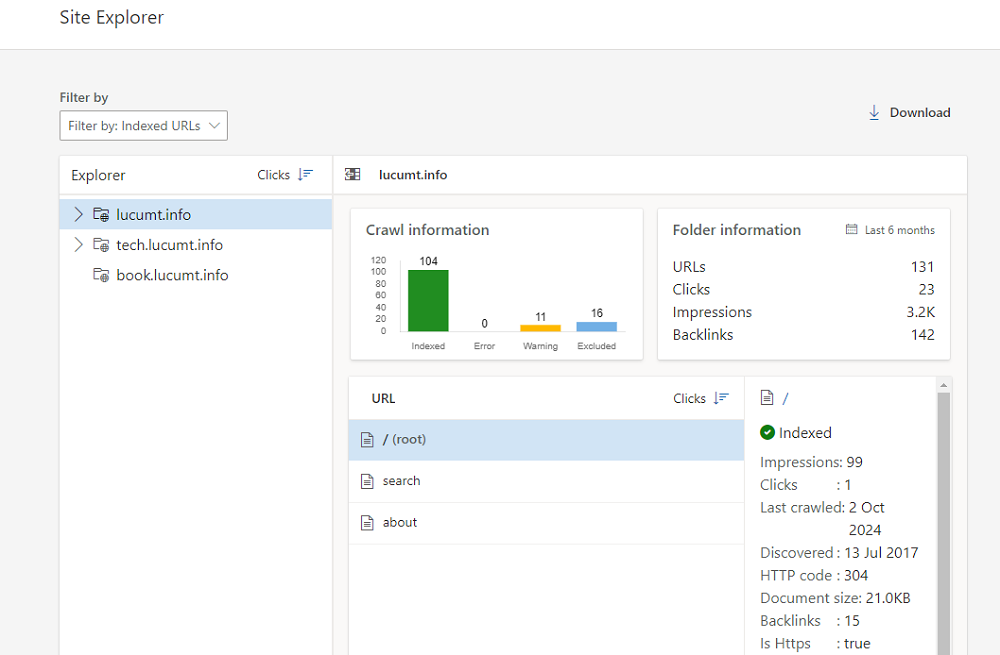 Site Explorer
Filter by
Filter by: Indexed URLs
Download
Explorer
Clicks
lucumt.info
tech.lucumt.info
book.lucumt.info
lucumt.info
Crawl information
120
100
80
60
40
20
0
104
0
11
16
Indexed
Error
Warning
Excluded
Folder information
Last 6 months
URLs 131
Clicks 23
Impressions 3.2K
Backlinks 142
URL
Clicks
/ (root)
search
about
/
Indexed
Impressions: 99
Clicks : 1
Last crawled: 2 Oct
2024
Discovered : 13 Jul 2017
HTTP code : 304
Document size: 21.0KB
Backlinks : 15
Is Https : true